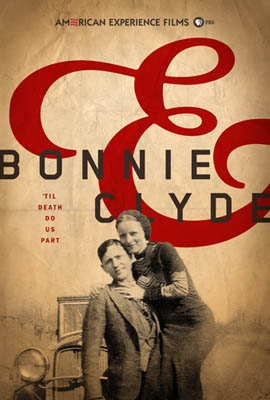 AMERICAN EXPERIENCE FILMS PBS
&
BONNIE
CLYDE
'TIL
DEATH
DO
US
PART